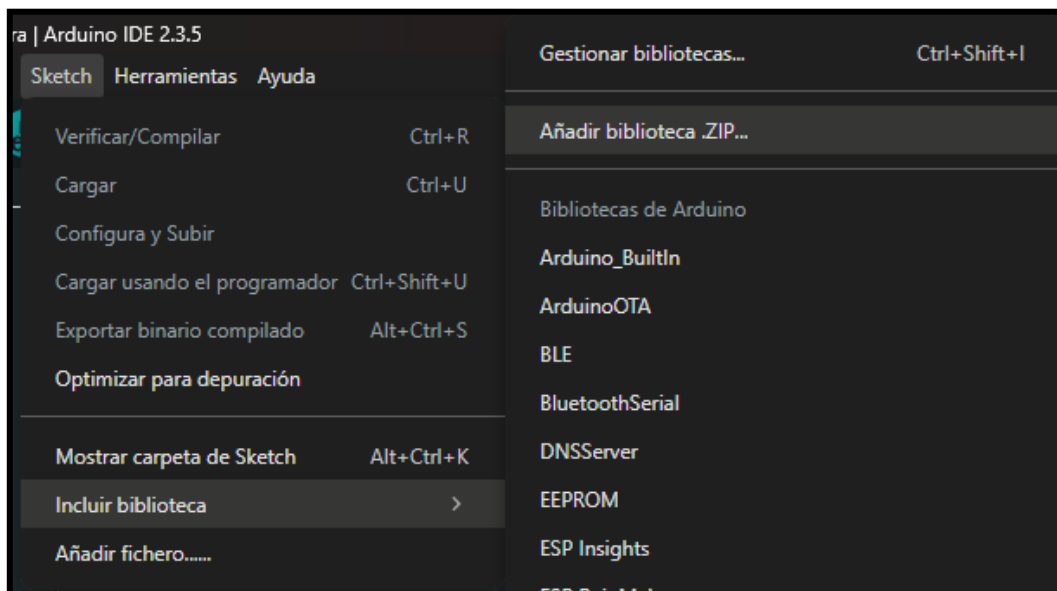 ra | Arduino IDE 2.3.5
Sketch Herramientas Ayuda
Verificar/Compilar Ctrl+R
Cargar Ctrl+U
Configura y Subir
Cargar usando el programador Ctrl+Shift+U
Exportar binario compilado Alt+Ctrl+S
Optimizar para depuración
Mostrar carpeta de Sketch Alt+Ctrl+K
Incluir biblioteca >
Añadir fichero......
Gestionar bibliotecas... Ctrl+Shift+I
Añadir biblioteca .ZIP...
Bibliotecas de Arduino
Arduino_BuiltIn
ArduinoOTA
BLE
BluetoothSerial
DNSServer
EEPROM
ESP Insights